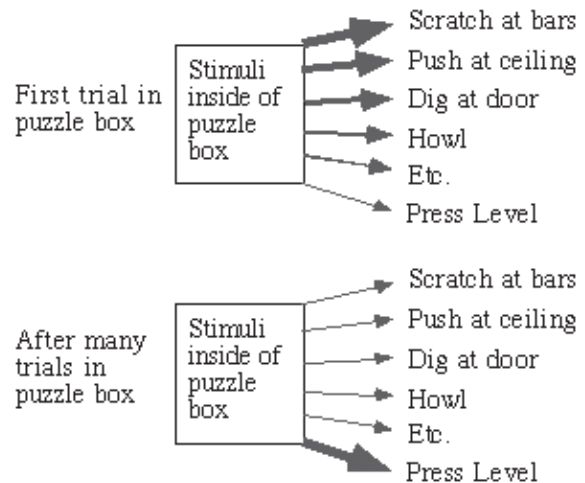 First trial in
puzzle box
Stimuli
inside of
puzzle
box
Scratch at bars
Push at ceiling
Dig at door
Howl
Etc.
Press Level
After many
trials in
puzzle box
Stimuli
inside of
puzzle
box
Scratch at bars
Push at ceiling
Dig at door
Howl
Etc.
Press Level